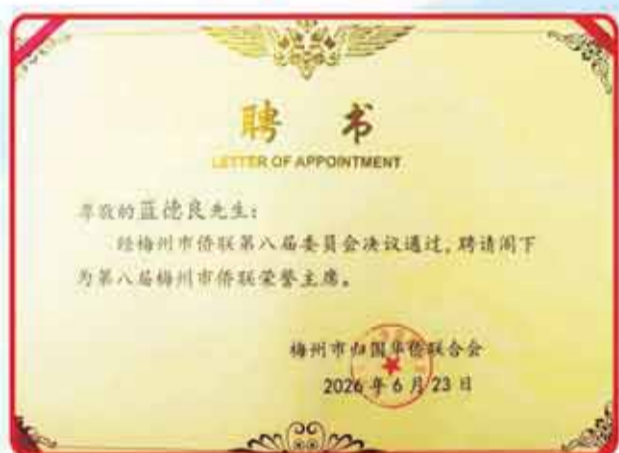 聘 书
LETTER OF APPOINTMENT
尊敬的蓝德良先生：
经梅州市侨联第八届委员会决议通过，聘请阁下
为第八届梅州市侨联荣誉主席。
梅州市归国华侨联合会
2026年6月23日